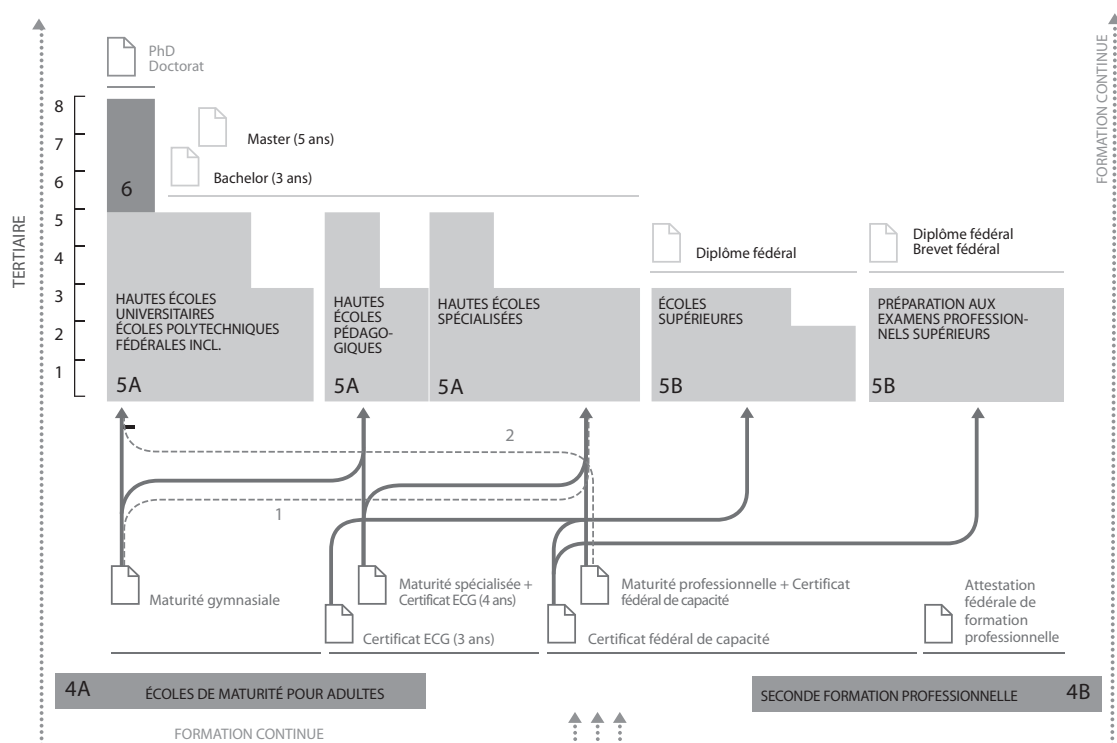 PhD
Doctorat
8
7
6
5
4
3
2
1
TERTIAIRE
FORMATION CONTINUE
Master (5 ans)
Bachelor (3 ans)
6
Diplôme fédéral
Diplôme fédéral
Brevet fédéral
HAUTES ÉCOLES
UNIVERSITAIRES
ÉCOLES POLYTECHNIQUES
FÉDÉRALES INCL.
5A
HAUTES
ÉCOLES
PÉDAGO-
GIQUES
5A
HAUTES ÉCOLES
SPÉCIALISÉES
5A
ÉCOLES
SUPÉRIEURES
5B
PRÉPARATION AUX
EXAMENS PROFESSION-
NELS SUPÉRIEURS
5B
2
1
Maturité gymnasiale
Maturité spécialisée +
Certificat ECG (4 ans)
Certificat ECG (3 ans)
Maturité professionnelle + Certificat
fédéral de capacité
Certificat fédéral de capacité
Attestation
fédérale de
formation
professionnelle
4A
ÉCOLES DE MATURITÉ POUR ADULTES
SECONDE FORMATION PROFESSIONNELLE
4B
FORMATION CONTINUE